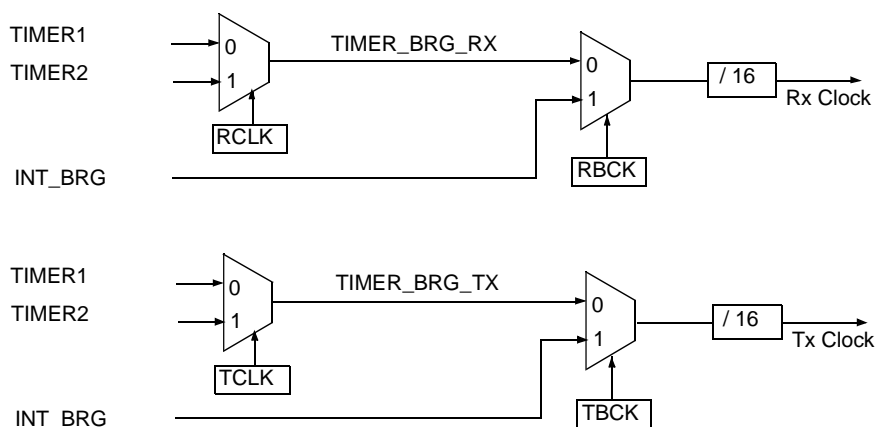 TIMER1
0
TIMER_BRG_RX
TIMER2
1
0
1
/ 16
Rx Clock
RCLK
RBCK
INT_BRG
TIMER1
0
TIMER_BRG_TX
TIMER2
1
0
1
/ 16
Tx Clock
TCLK
TBCK
INT_BRG